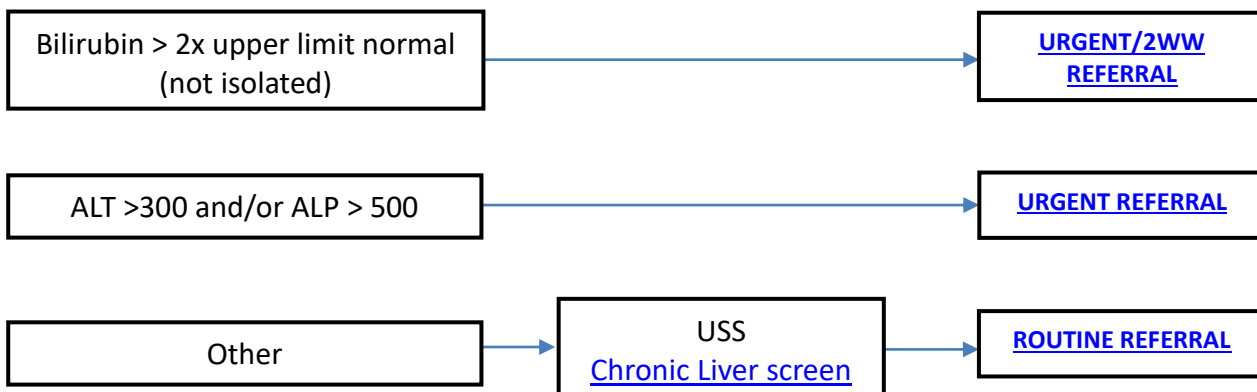 Bilirubin > 2x upper limit normal
(not isolated)
URGENT/2WW
REFERRAL
ALT >300 and/or ALP > 500
URGENT REFERRAL
Other
USS
Chronic Liver screen
ROUTINE REFERRAL